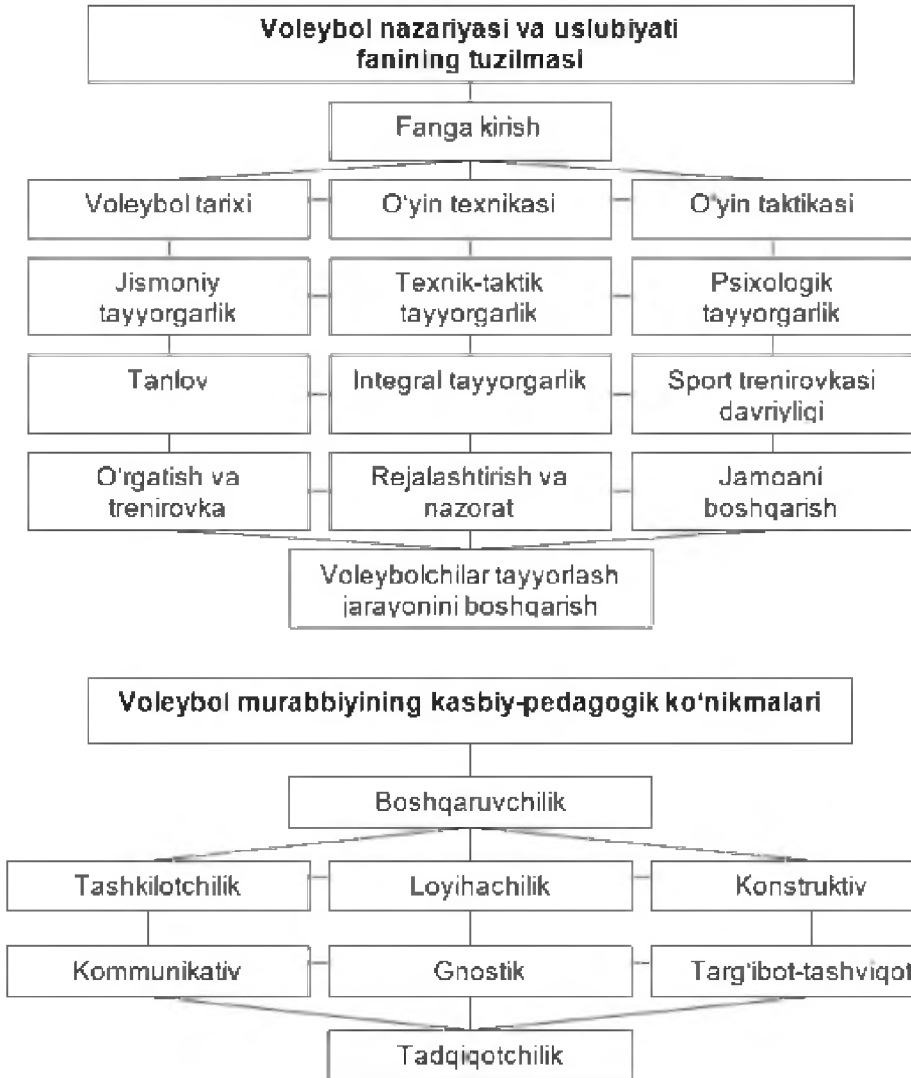 Voleybol nazariyasi va uslubiyati
fanining tuzilmasi
Fanga kirish
Voleybol tarixi
O‘yin texnikasi
O‘yin taktikasi
Jismoniy
tayyorgarlik
Texnik-taktik
tayyorgarlik
Psixologik
tayyorgarlik
Tanlov
Integral tayyorgarlik
Sport trenirovkasi
davriyligi
O‘rgatish va
trenirovka
Rejalashtirish va
nazorat
Jamoani
boshqarish
Voleybolchilar tayyorlash
jarayonini boshqarish
Voleybol murabbiyining kasbiy-pedagogik ko‘nikmalari
Boshqaruvchilik
Tashkilotchilik
Loyihachilik
Konstruktiv
Kommunikativ
Gnostik
Targ‘ibot-tashviqot
Tadqiqotchilik